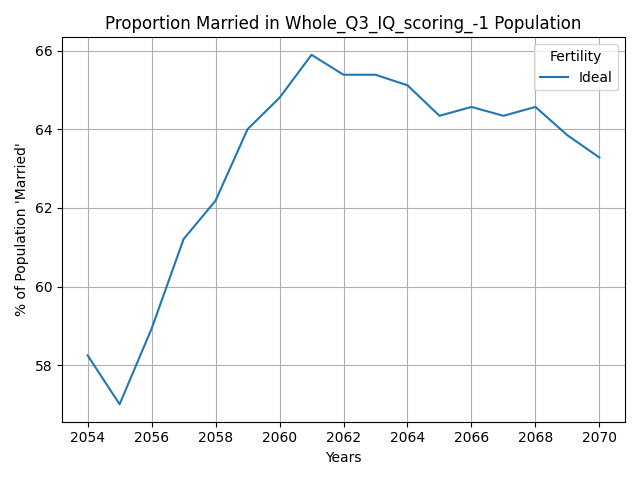 Proportion Married in Whole_Q3_IQ_scoring_-1 Population
66
64
62
60
58
% of Population 'Married'
Fertility
Ideal
2054 2056 2058 2060 2062 2064 2066 2068 2070
Years